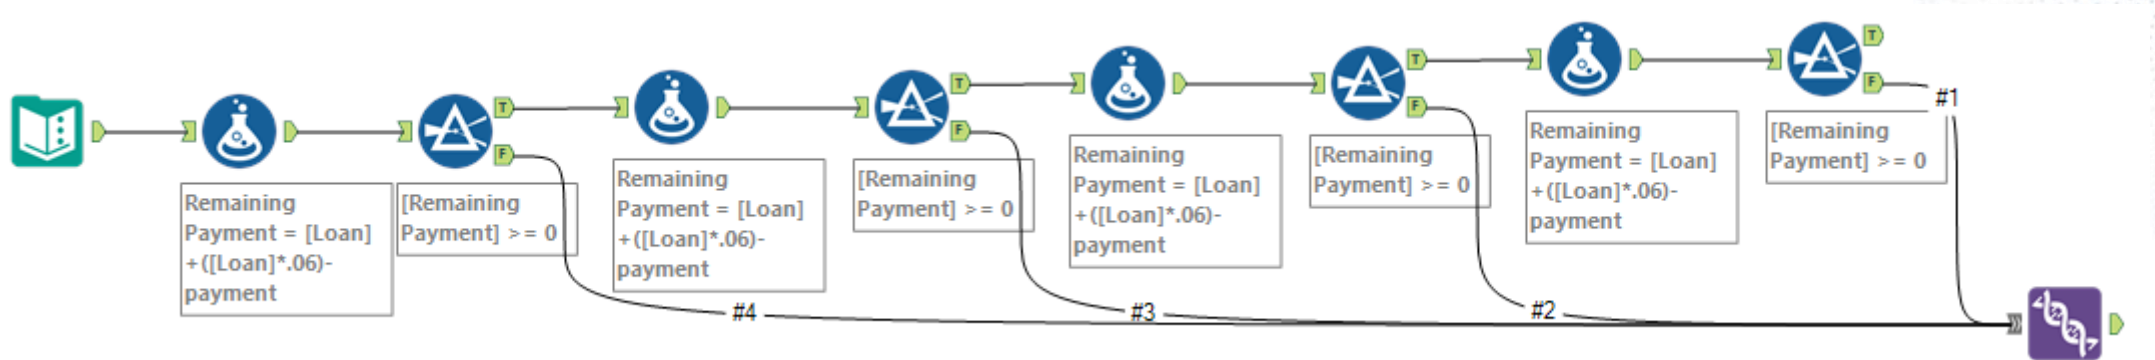 T
F
Remaining
Payment = [Loan]
+([Loan]*.06)-
payment
[Remaining
Payment] >= 0
T
F
Remaining
Payment = [Loan]
+([Loan]*.06)-
payment
[Remaining
Payment] >= 0
T
F
Remaining
Payment = [Loan]
+([Loan]*.06)-
payment
[Remaining
Payment] >= 0
T
F
Remaining
Payment = [Loan]
+([Loan]*.06)-
payment
[Remaining
Payment] >= 0
#4
#3
#2
#1